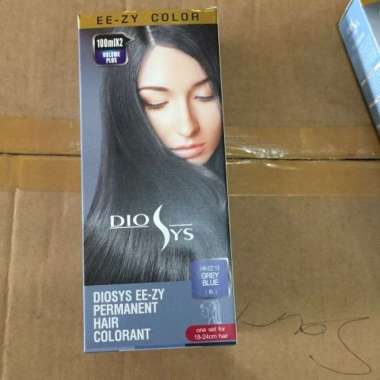 EE-ZY COLOR
100mlX2
VOLUME
PLUS
DIOSYS
GREY
BLUE
DIOSYS EE-ZY
PERMANENT
HAIR
COLORANT
one set for
18-24cm hair